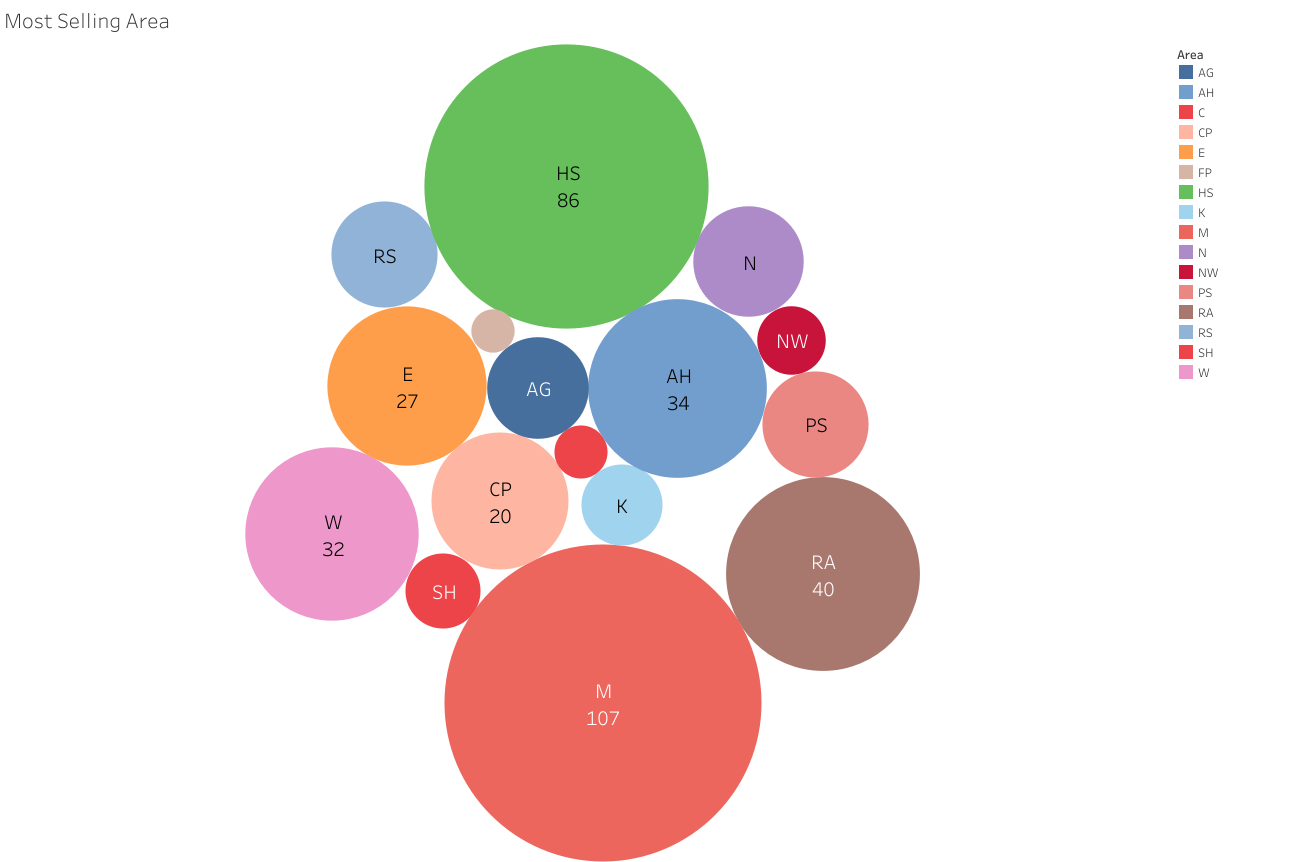 Most Selling Area
HS
86
RS
N
NW
E
27
AH
34
AG
PS
CP
20
K
W
32
RA
40
SH
M
107
Area
AG
AH
C
CP
E
FP
HS
K
M
N
NW
PS
RA
RS
SH
W